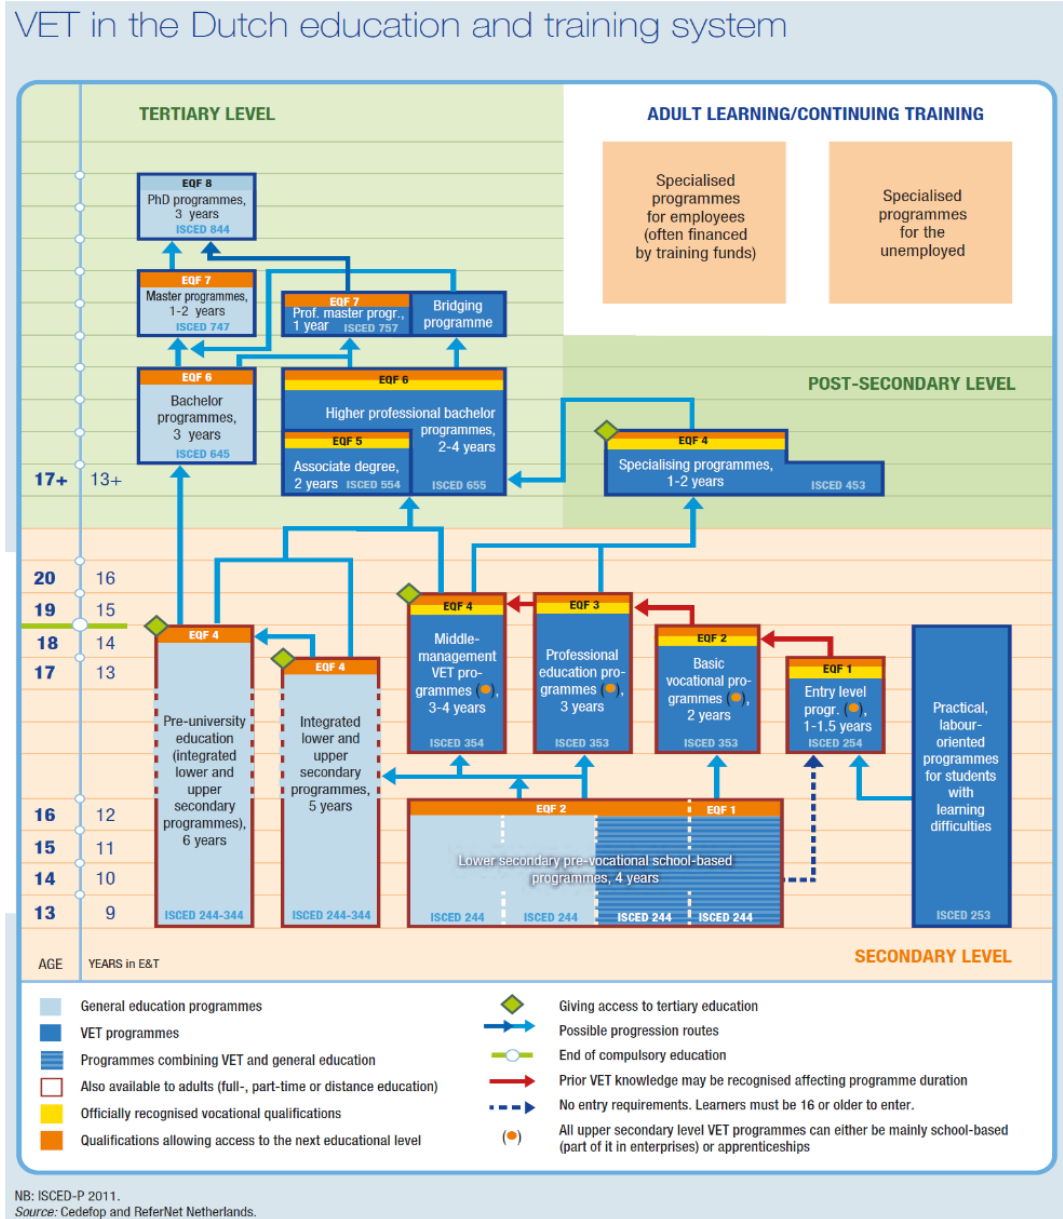 VET in the Dutch education and training system
TERTIARY LEVEL
ADULT LEARNING/CONTINUING TRAINING
Specialised
programmes
for employees
(often financed
by training funds)
Specialised
programmes
for the
unemployed
EQF 8
PhD programmes,
3 years
ISCED 844
EQF 7
Master programmes,
1-2 years
ISCED 747
EQF 7
Prof. master progr.,
1 year ISCED 757
Bridging
programme
POST-SECONDARY LEVEL
EQF 6
Bachelor
programmes,
3 years
ISCED 645
EQF 6
Higher professional bachelor
programmes,
2-4 years
EQF 5
Associate degree,
2 years ISCED 554
ISCED 655
EQF 4
Specialising programmes,
1-2 years
ISCED 453
17+ 13+
20 16
19 15
18 14
17 13
16 12
15 11
14 10
13 9
AGE YEARS in E&T
EQF 4
Pre-university
education
(integrated
lower and
upper
secondary
programmes),
6 years
ISCED 244-344
EQF 4
Integrated
lower and
upper
secondary
programmes,
5 years
ISCED 244-344
EQF 4
Middle-
management
VET pro-
grammes ( ),
3-4 years
ISCED 354
EQF 3
Professional
education pro-
grammes ( ),
3 years
ISCED 353
EQF 2
Basic
vocational pro-
grammes ( ),
2 years
ISCED 353
EQF 1
Entry level
progr. ( ),
1-1.5 years
ISCED 254
Practical,
labour-
oriented
programmes
for students
with
learning
difficulties
ISCED 253
EQF 2 EQF 1
Lower secondary pre-vocational school-based
programmes, 4 years
ISCED 244 ISCED 244 ISCED 244 ISCED 244
SECONDARY LEVEL
General education programmes
VET programmes
Programmes combining VET and general education
Also available to adults (full-, part-time or distance education)
Officially recognised vocational qualifications
Qualifications allowing access to the next educational level
Giving access to tertiary education
Possible progression routes
End of compulsory education
Prior VET knowledge may be recognised affecting programme duration
No entry requirements. Learners must be 16 or older to enter.
( ) All upper secondary level VET programmes can either be mainly school-based
(part of it in enterprises) or apprenticeships
NB: ISCED-P 2011.
Source: Cedefop and ReferNet Netherlands.